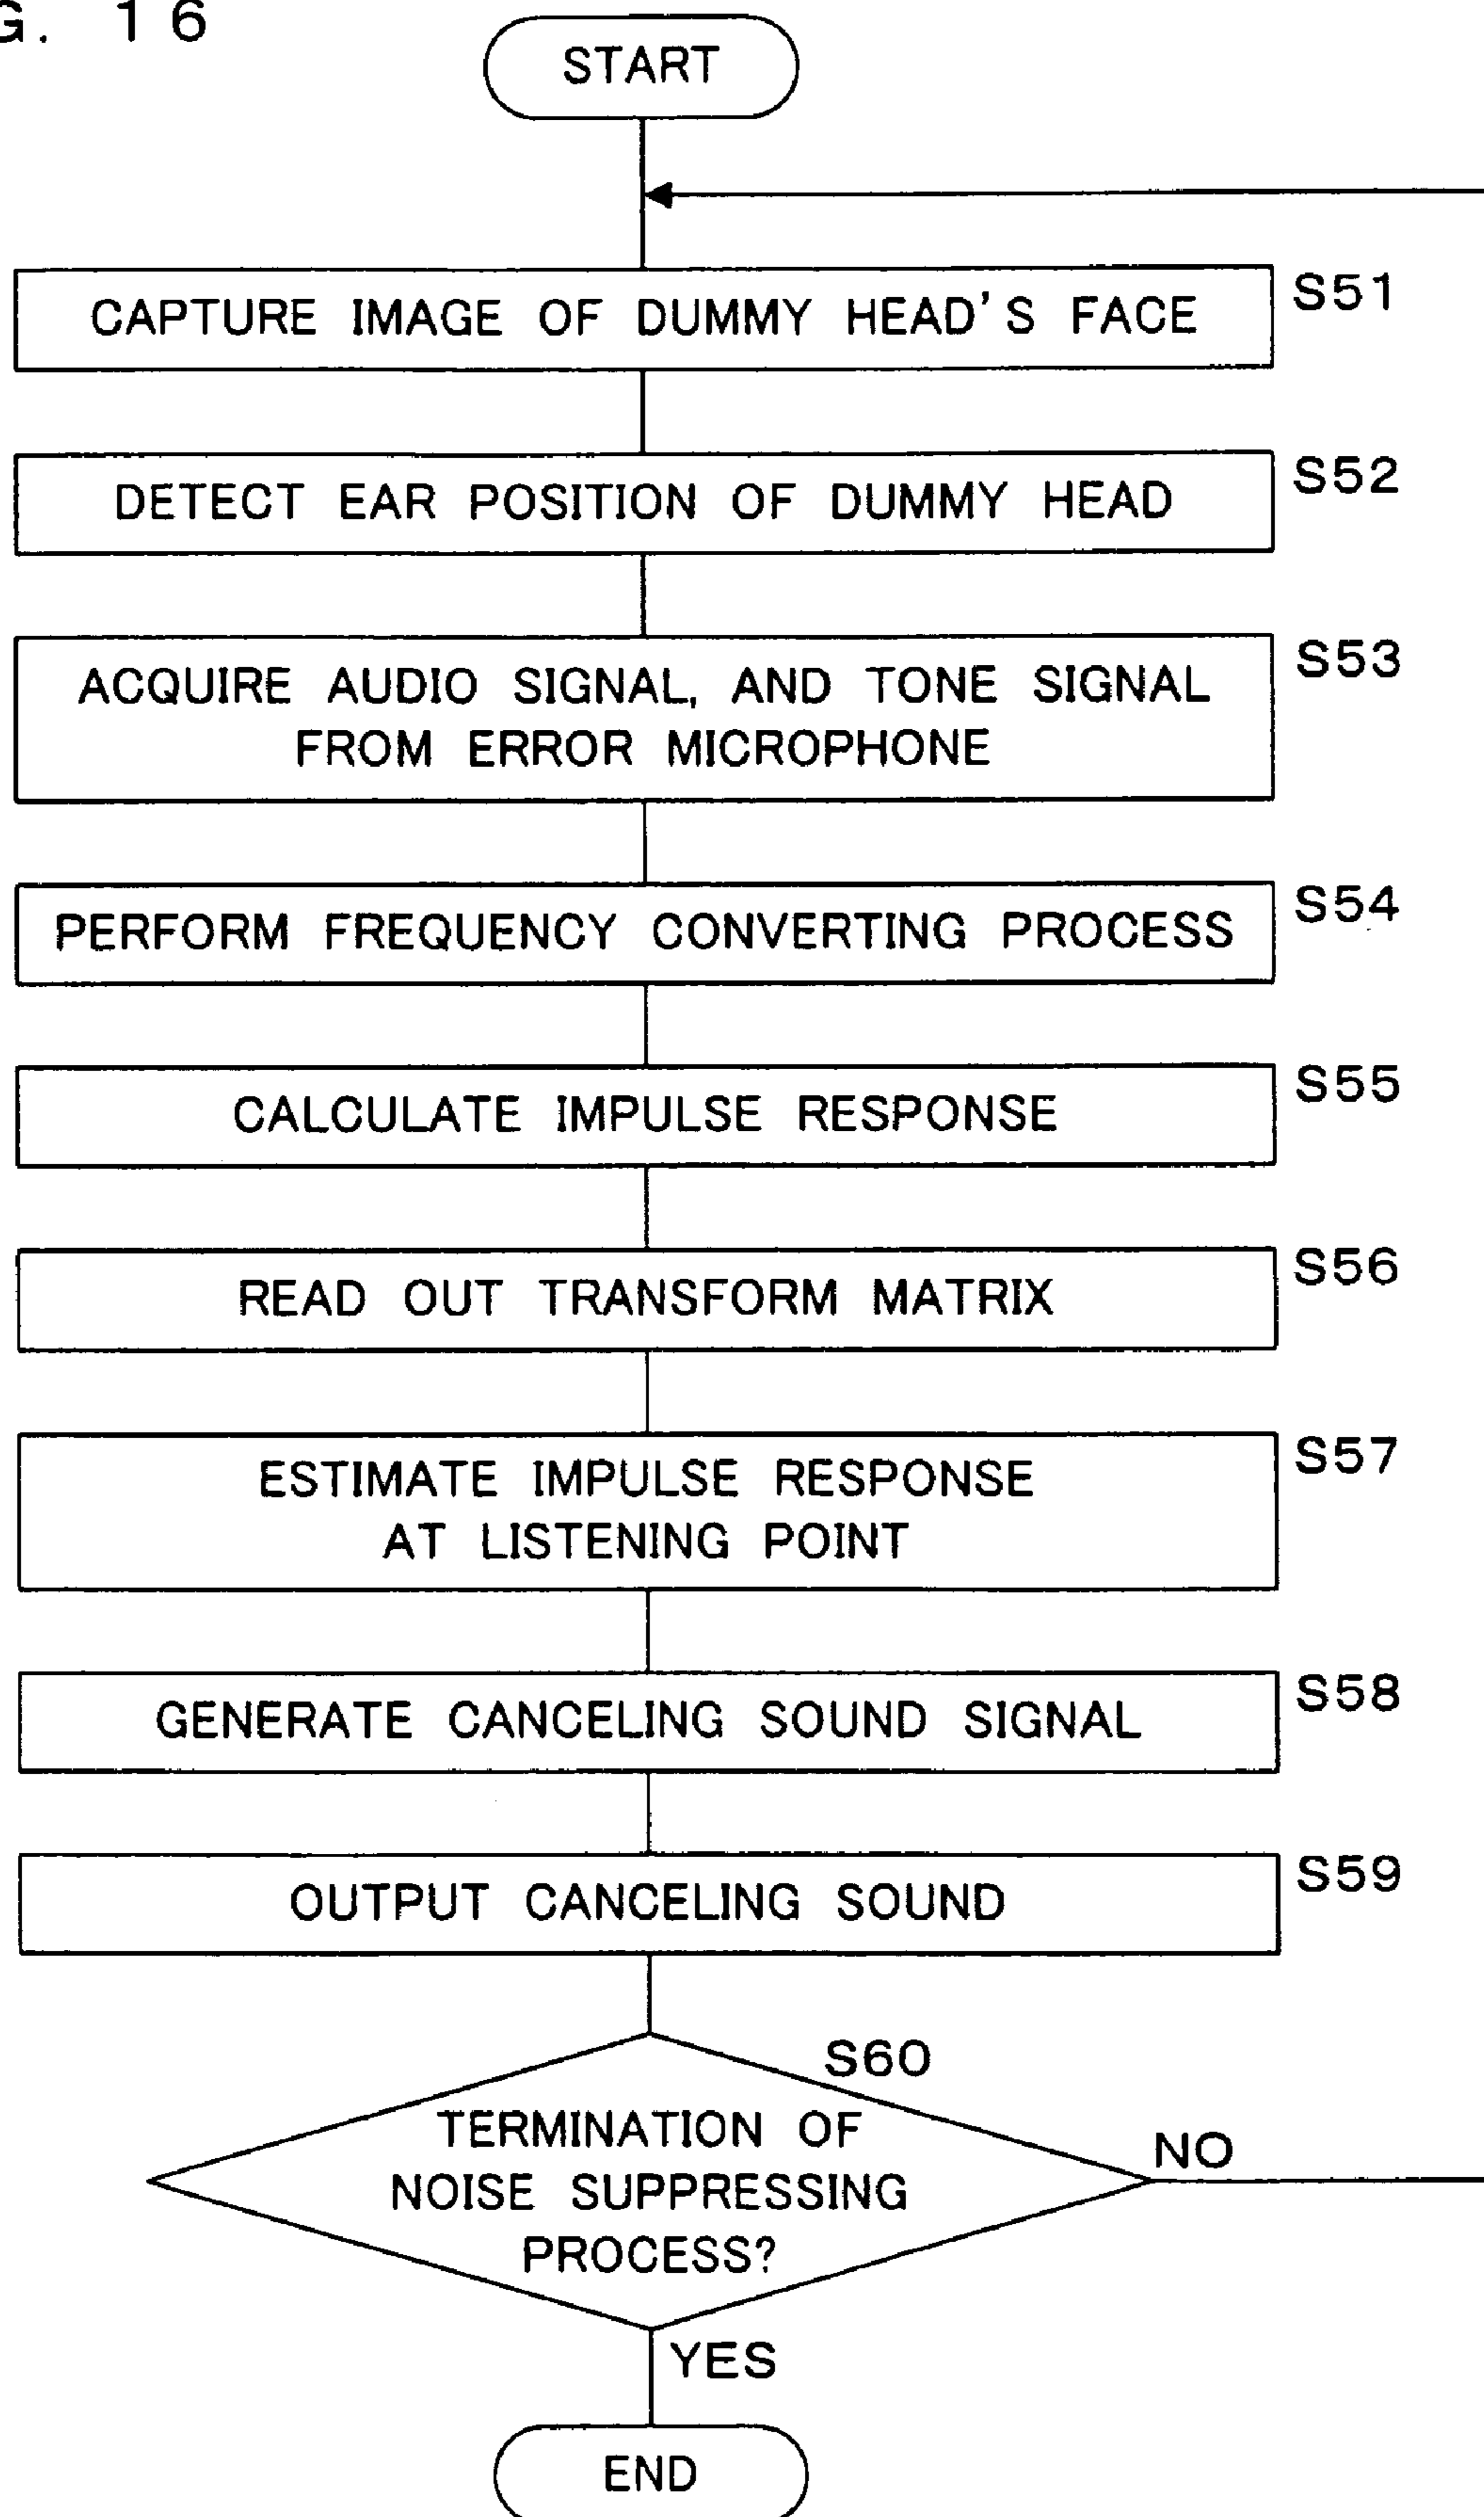 G. 16
START
CAPTURE IMAGE OF DUMMY HEAD'S FACE
S51
DETECT EAR POSITION OF DUMMY HEAD
S52
ACQUIRE AUDIO SIGNAL, AND TONE SIGNAL
FROM ERROR MICROPHONE
S53
PERFORM FREQUENCY CONVERTING PROCESS
S54
CALCULATE IMPULSE RESPONSE
S55
READ OUT TRANSFORM MATRIX
S56
ESTIMATE IMPULSE RESPONSE
AT LISTENING POINT
S57
GENERATE CANCELING SOUND SIGNAL
S58
OUTPUT CANCELING SOUND
S59
S60
TERMINATION OF
NOISE SUPPRESSING
PROCESS?
NO
YES
END